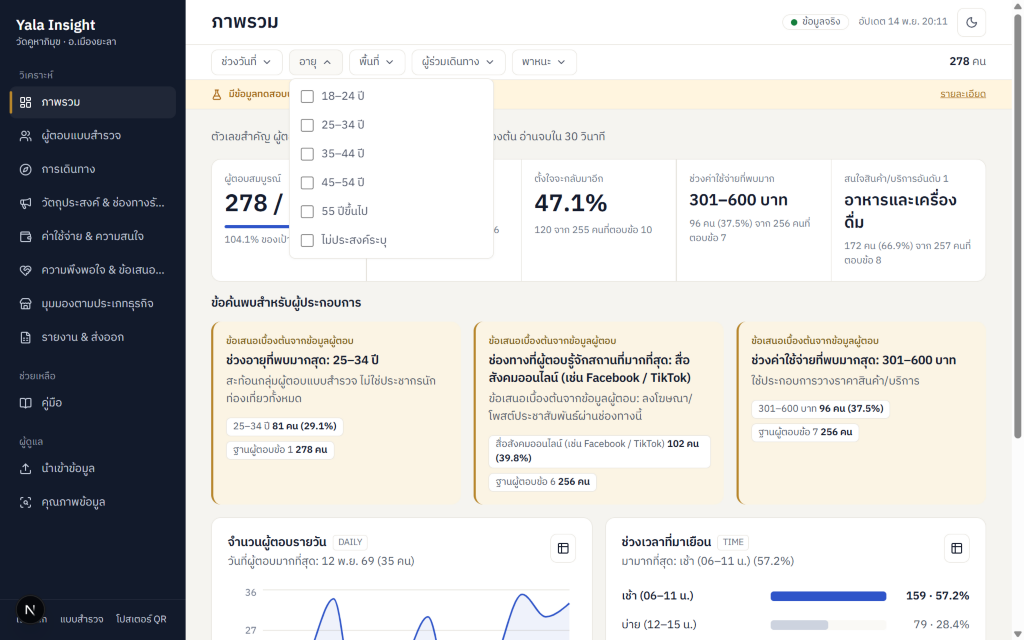 Yala Insight
วัดคูหาภิมุข · อ.เมืองยะลา
วิเคราะห์
ภาพรวม
ผู้ตอบแบบสำรวจ
การเดินทาง
วัตถุประสงค์ & ช่องทางรั...
ค่าใช้จ่าย & ความสนใจ
ความพึงพอใจ & ข้อเสนอ...
มุมมองตามประเภทธุรกิจ
รายงาน & ส่งออก
ช่วยเหลือ
คู่มือ
ผู้ดูแล
นำเข้าข้อมูล
คุณภาพข้อมูล
N
แบบสำรวจ
โปสเตอร์ QR
ภาพรวม
ข้อมูลจริง
อัปเดต 14 พ.ย. 20:11
ช่วงวันที่
อายุ
พื้นที่
ผู้ร่วมเดินทาง
พาหนะ
278 คน
มีข้อมูลทดสอบ
รายละเอียด
18–24 ปี
25–34 ปี
35–44 ปี
45–54 ปี
55 ปีขึ้นไป
ไม่ประสงค์ระบุ
ตัวเลขสำคัญ
อ่านจบใน 30 วินาที
ผู้ตอบสมบูรณ์
278 /
104.1%
6
ตั้งใจจะกลับมาอีก
47.1%
120 จาก 255 คนที่ตอบข้อ 10
ช่วงค่าใช้จ่ายที่พบมาก
301–600 บาท
96 คน (37.5%) จาก 256 คนที่
ตอบข้อ 7
สนใจสินค้า/บริการอันดับ 1
อาหารและเครื่อง
ดื่ม
172 คน (66.9%) จาก 257 คนที่
ตอบข้อ 8
ข้อค้นพบสำหรับผู้ประกอบการ
ข้อเสนอเบื้องต้นจากข้อมูลผู้ตอบ
ช่วงอายุที่พบมากสุด: 25–34 ปี
สะท้อนกลุ่มผู้ตอบแบบสำรวจ ไม่ใช่ประชากรนัก
ท่องเที่ยวทั้งหมด
25–34 ปี 81 คน (29.1%)
ฐานผู้ตอบข้อ 1 278 คน
ข้อเสนอเบื้องต้นจากข้อมูลผู้ตอบ
ช่องทางที่ผู้ตอบรู้จักสถานที่มากที่สุด: สื่อ
สังคมออนไลน์ (เช่น Facebook / TikTok)
ข้อเสนอเบื้องต้นจากข้อมูลผู้ตอบ: ลงโฆษณา/
โพสต์ประชาสัมพันธ์ผ่านช่องทางนี้
สื่อสังคมออนไลน์ (เช่น Facebook / TikTok) 102 คน
(39.8%)
ฐานผู้ตอบข้อ 6 256 คน
ข้อเสนอเบื้องต้นจากข้อมูลผู้ตอบ
ช่วงค่าใช้จ่ายที่พบมากสุด: 301–600 บาท
ใช้ประกอบการวางราคาสินค้า/บริการ
301–600 บาท 96 คน (37.5%)
ฐานผู้ตอบข้อ 7 256 คน
จำนวนผู้ตอบรายวัน DAILY
วันที่ผู้ตอบมากที่สุด: 12 พ.ย. 69 (35 คน)
36
27
ช่วงเวลาที่มาเยือน TIME
มามากที่สุด: เช้า (06–11 น.) (57.2%)
เช้า (06–11 น.)
159 · 57.2%
บ่าย (12–15 น.)
79 · 28.4%